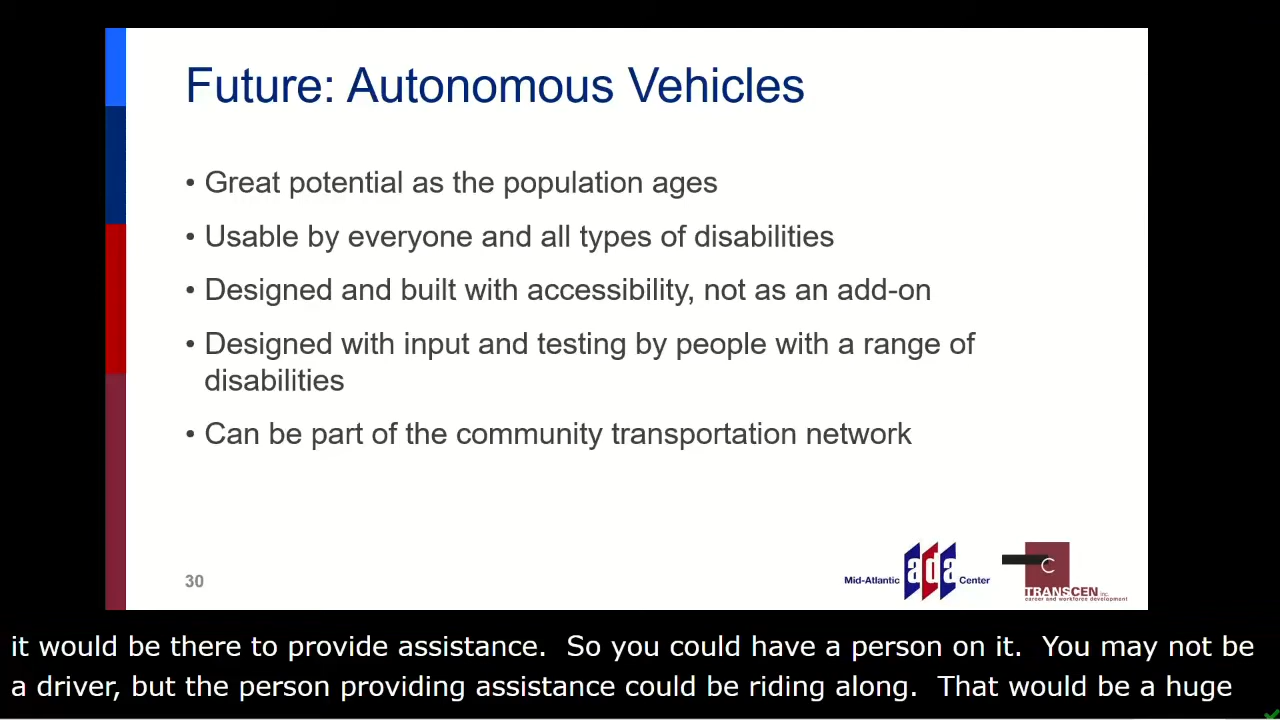 Future: Autonomous Vehicles
• Great potential as the population ages
• Usable by everyone and all types of disabilities
• Designed and built with accessibility, not as an add-on
• Designed with input and testing by people with a range of
disabilities
• Can be part of the community transportation network
30
Mid-Atlantic ada Center
C
TRANSCEN inc.
career and workforce development
it would be there to provide assistance.  So you could have a person on it.  You may not be
a driver, but the person providing assistance could be riding along.  That would be a huge